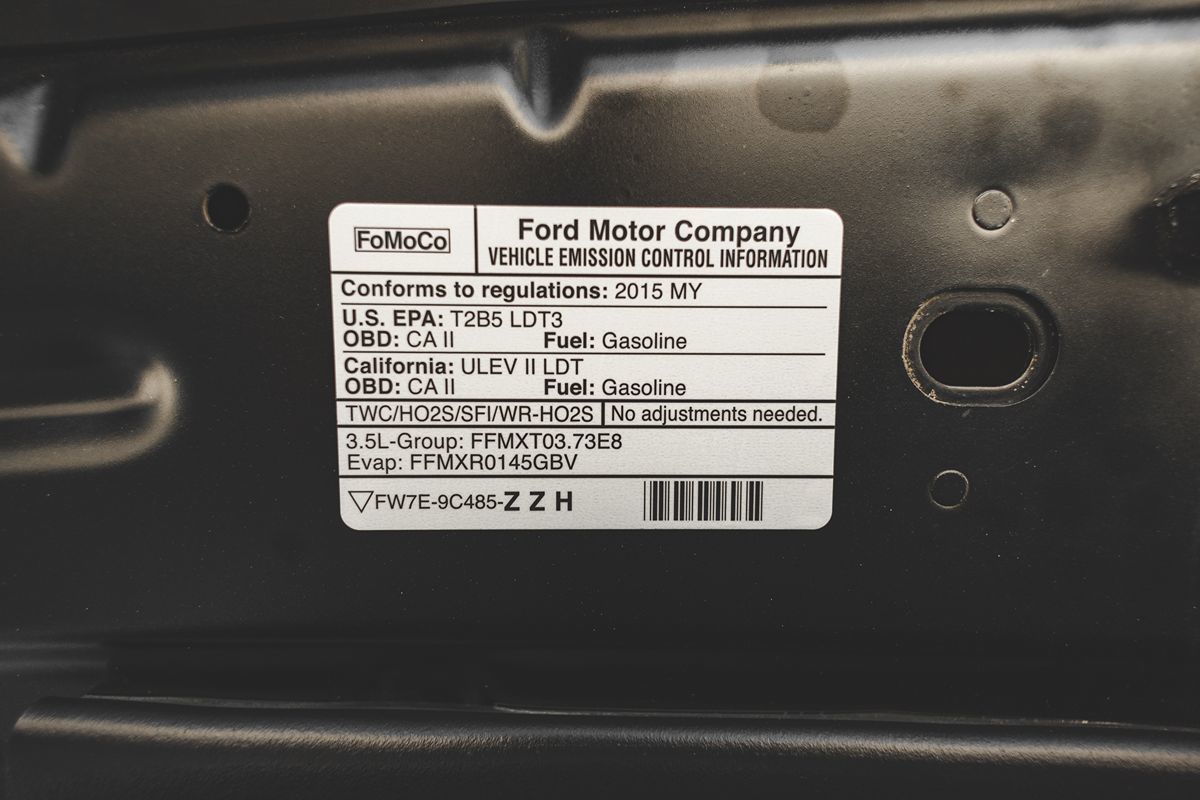 FoMoCo
Ford Motor Company
VEHICLE EMISSION CONTROL INFORMATION
Conforms to regulations: 2015 MY
U.S. EPA: T2B5 LDT3
OBD: CA II Fuel: Gasoline
California: ULEV II LDT
OBD: CA II Fuel: Gasoline
TWC/HO2S/SFI/WR-HO2S No adjustments needed.
3.5L-Group: FFMXT03.73E8
Evap: FFMXR0145GBV
FW7E-9C485-Z Z H